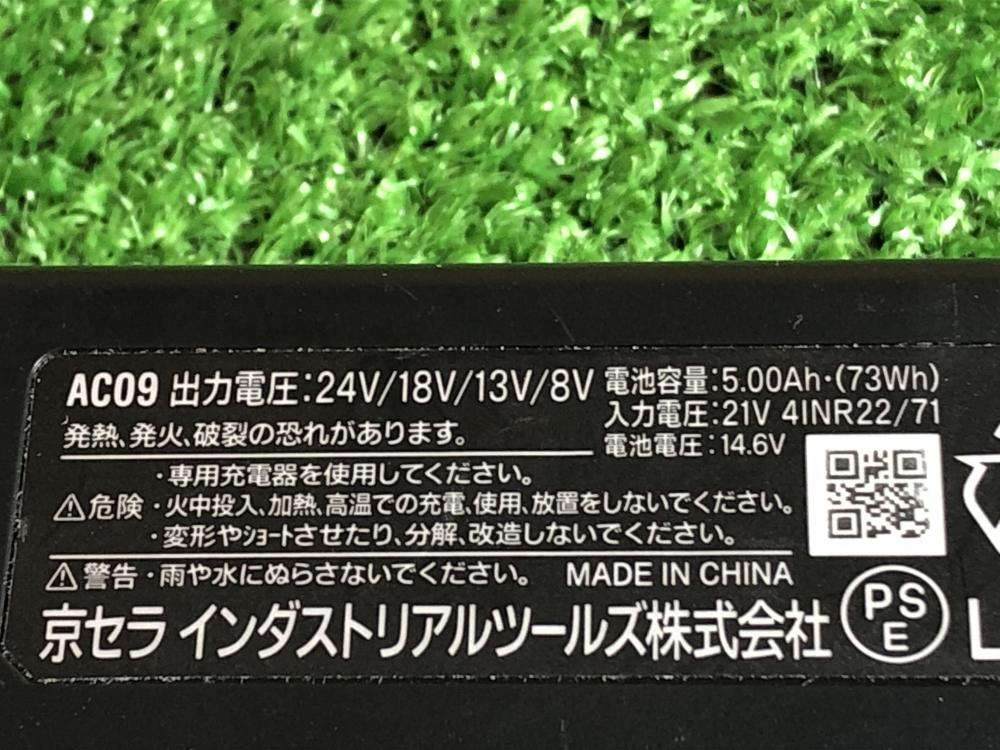 AC09 出力電圧:24V/18V/13V/8V
電池容量:5.00Ah・(73Wh)
入力電圧:21V 4INR22/71
電池電圧:14.6V
発熱、発火、破裂の恐れがあります。
・専用充電器を使用してください。
⚠危険・火中投入、加熱、高温での充電、使用、放置をしないでください。
・変形やショートさせたり、分解、改造しないでください。
⚠警告・雨や水にぬらさないでください。 MADE IN CHINA
京セラ インダストリアルツールズ株式会社
PS
E